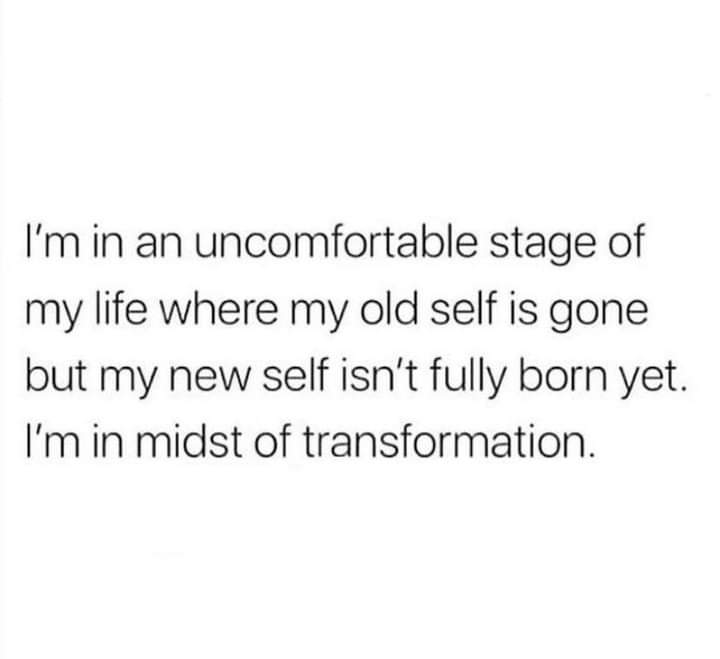 I'm in an uncomfortable stage of
my life where my old self is gone
but my new self isn't fully born yet.
I'm in midst of transformation.